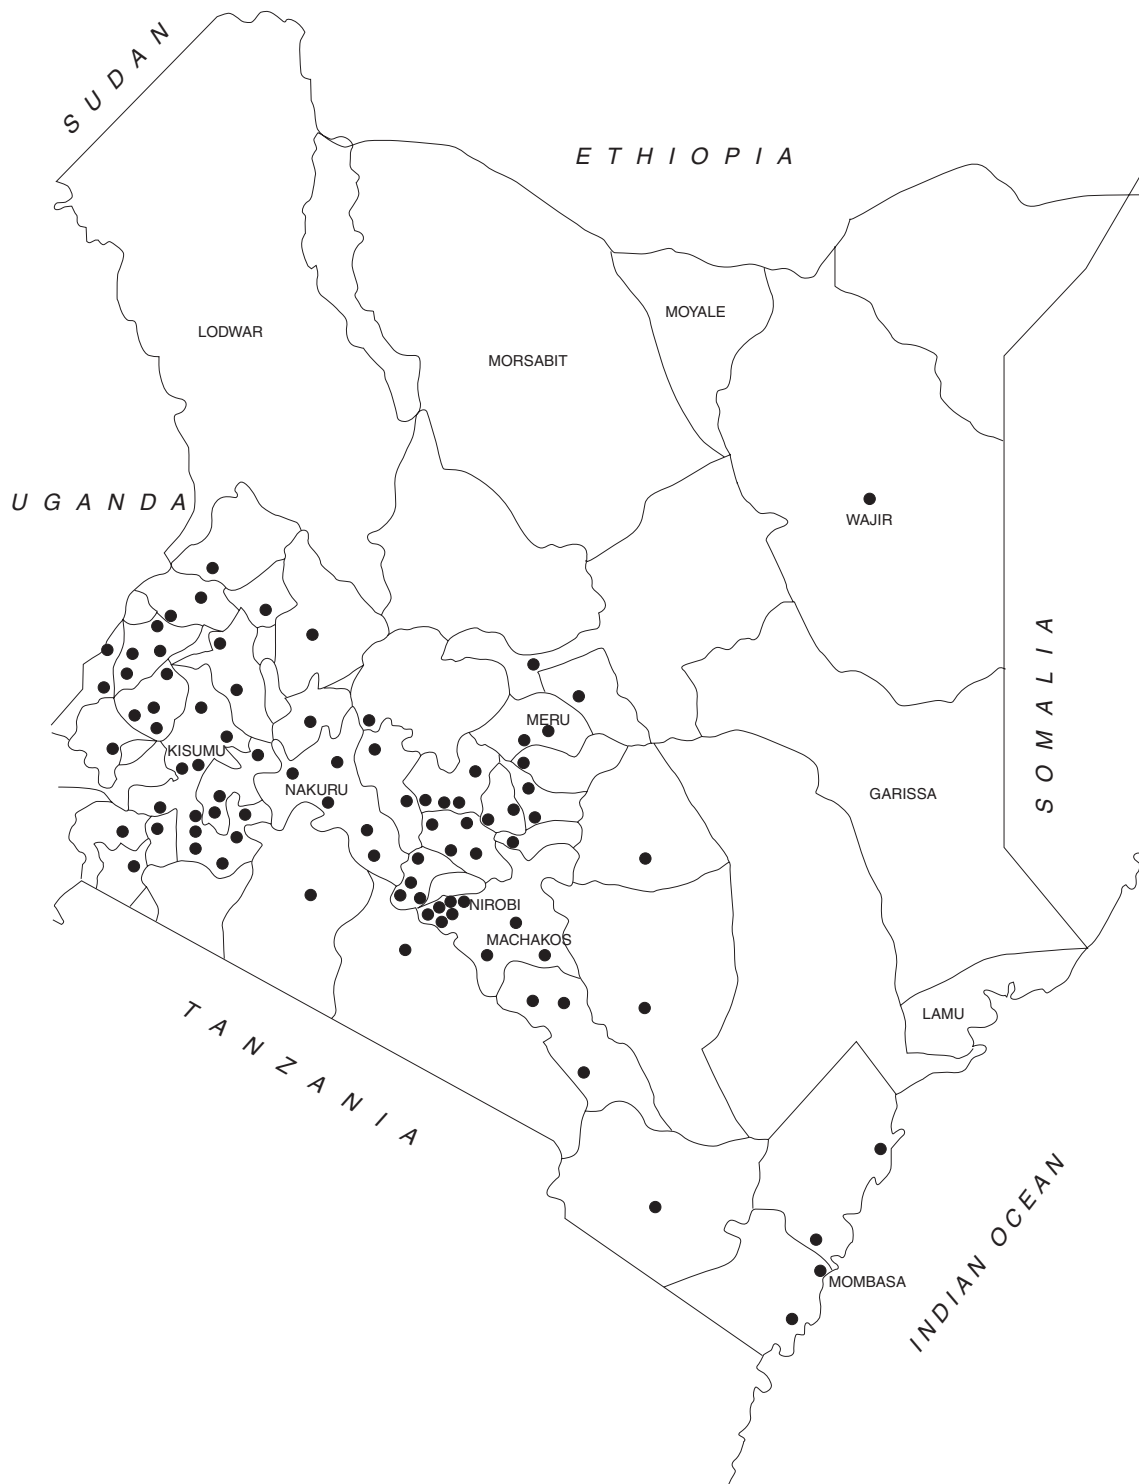 SUDAN
ETHIOPIA
MOYALE
LODWAR
MORSABIT
UGANDA
WAJIR
SOMALIA
MERU
KISUMU
NAKURU
GARISSA
NIROBI
MACHAKOS
LAMU
TANZANIA
INDIAN OCEAN
MOMBASA